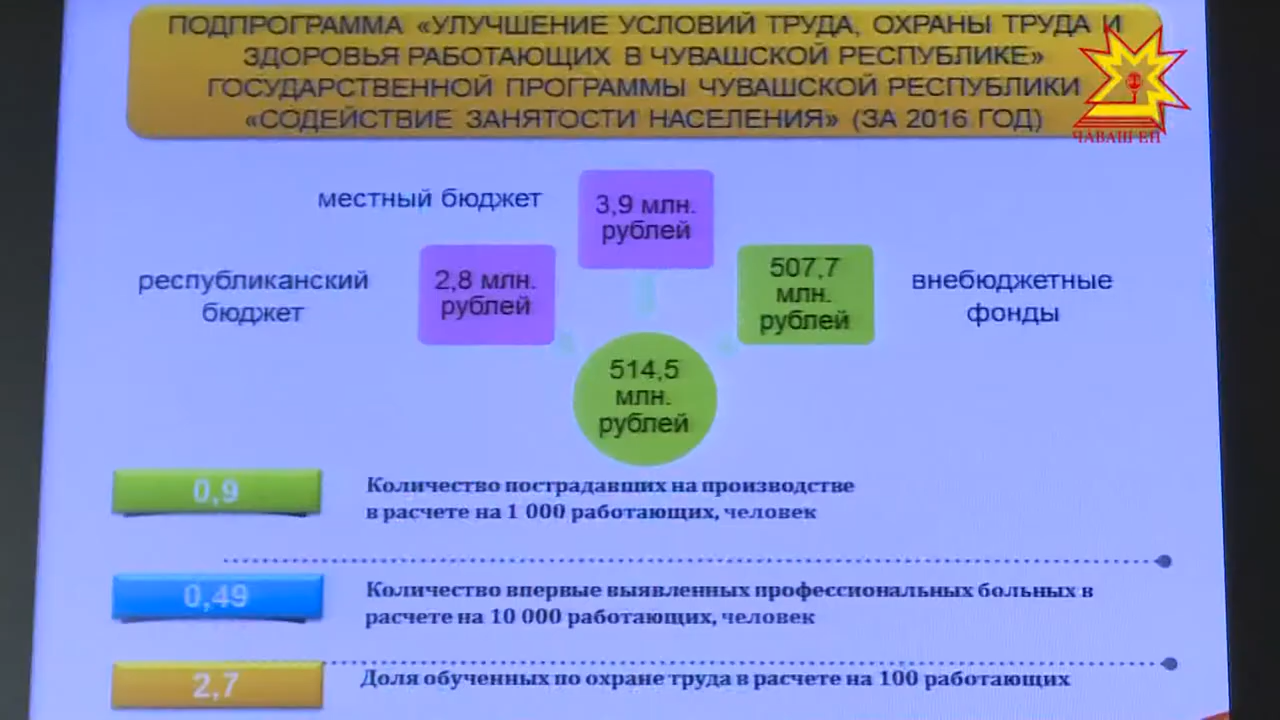 ПОДПРОГРАММА «УЛУЧШЕНИЕ УСЛОВИЙ ТРУДА, ОХРАНЫ ТРУДА И
ЗДОРОВЬЯ РАБОТАЮЩИХ В ЧУВАШСКОЙ РЕСПУБЛИКЕ»
ГОСУДАРСТВЕННОЙ ПРОГРАММЫ ЧУВАШСКОЙ РЕСПУБЛИКИ
«СОДЕЙСТВИЕ ЗАНЯТОСТИ НАСЕЛЕНИЯ» (ЗА 2016 ГОД)
ЧĂВАШ ЕН
местный бюджет
3,9 млн.
рублей
республиканский
бюджет
2,8 млн.
рублей
507,7
млн.
рублей
внебюджетные
фонды
514,5
млн.
рублей
0,9
Количество пострадавших на производстве
в расчете на 1 000 работающих, человек
0,49
Количество впервые выявленных профессиональных больных в
расчете на 10 000 работающих, человек
2,7
Доля обученных по охране труда в расчете на 100 работающих